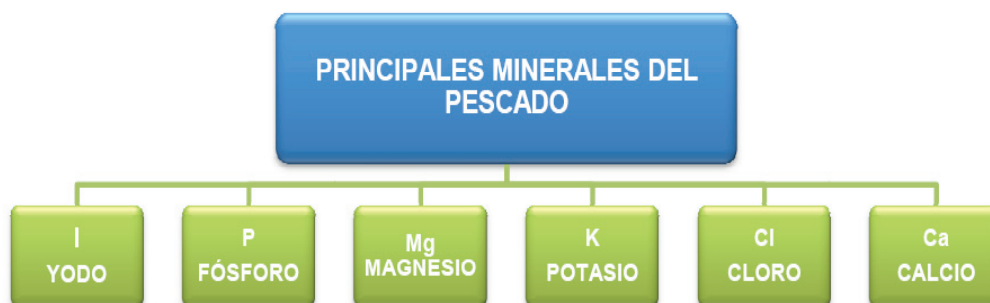 PRINCIPALES MINERALES DEL
PESCADO
I
YODO
P
FÓSFORO
Mg
MAGNESIO
K
POTASIO
Cl
CLORO
Ca
CALCIO